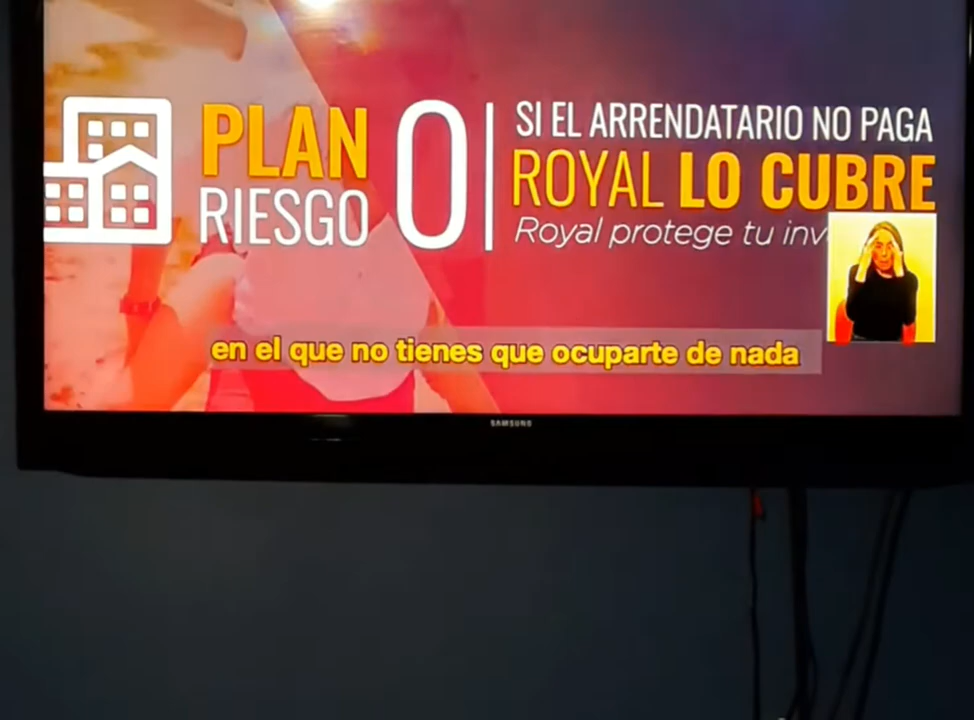 PLAN
RIESGO
0
SI EL ARRENDATARIO NO PAGA
ROYAL LO CUBRE
Royal protege tu inv
en el que no tienes que ocuparte de nada
SAMSUNG